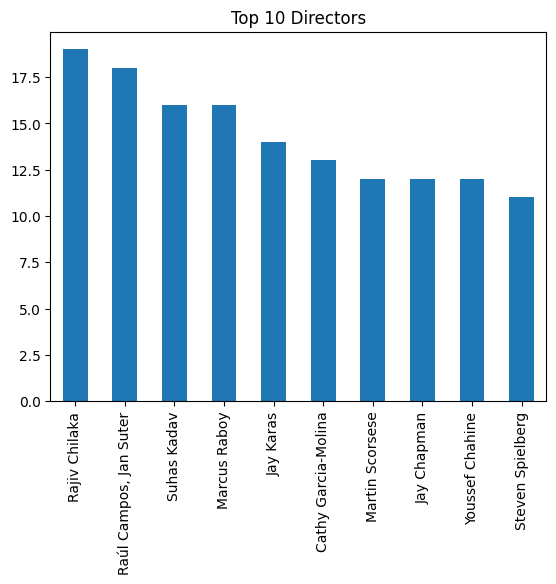 Top 10 Directors
17.5
15.0
12.5
10.0
7.5
5.0
2.5
0.0
Rajiv Chilaka
Raúl Campos, Jan Suter
Suhas Kadav
Marcus Raboy
Jay Karas
Cathy Garcia-Molina
Martin Scorsese
Jay Chapman
Youssef Chahine
Steven Spielberg